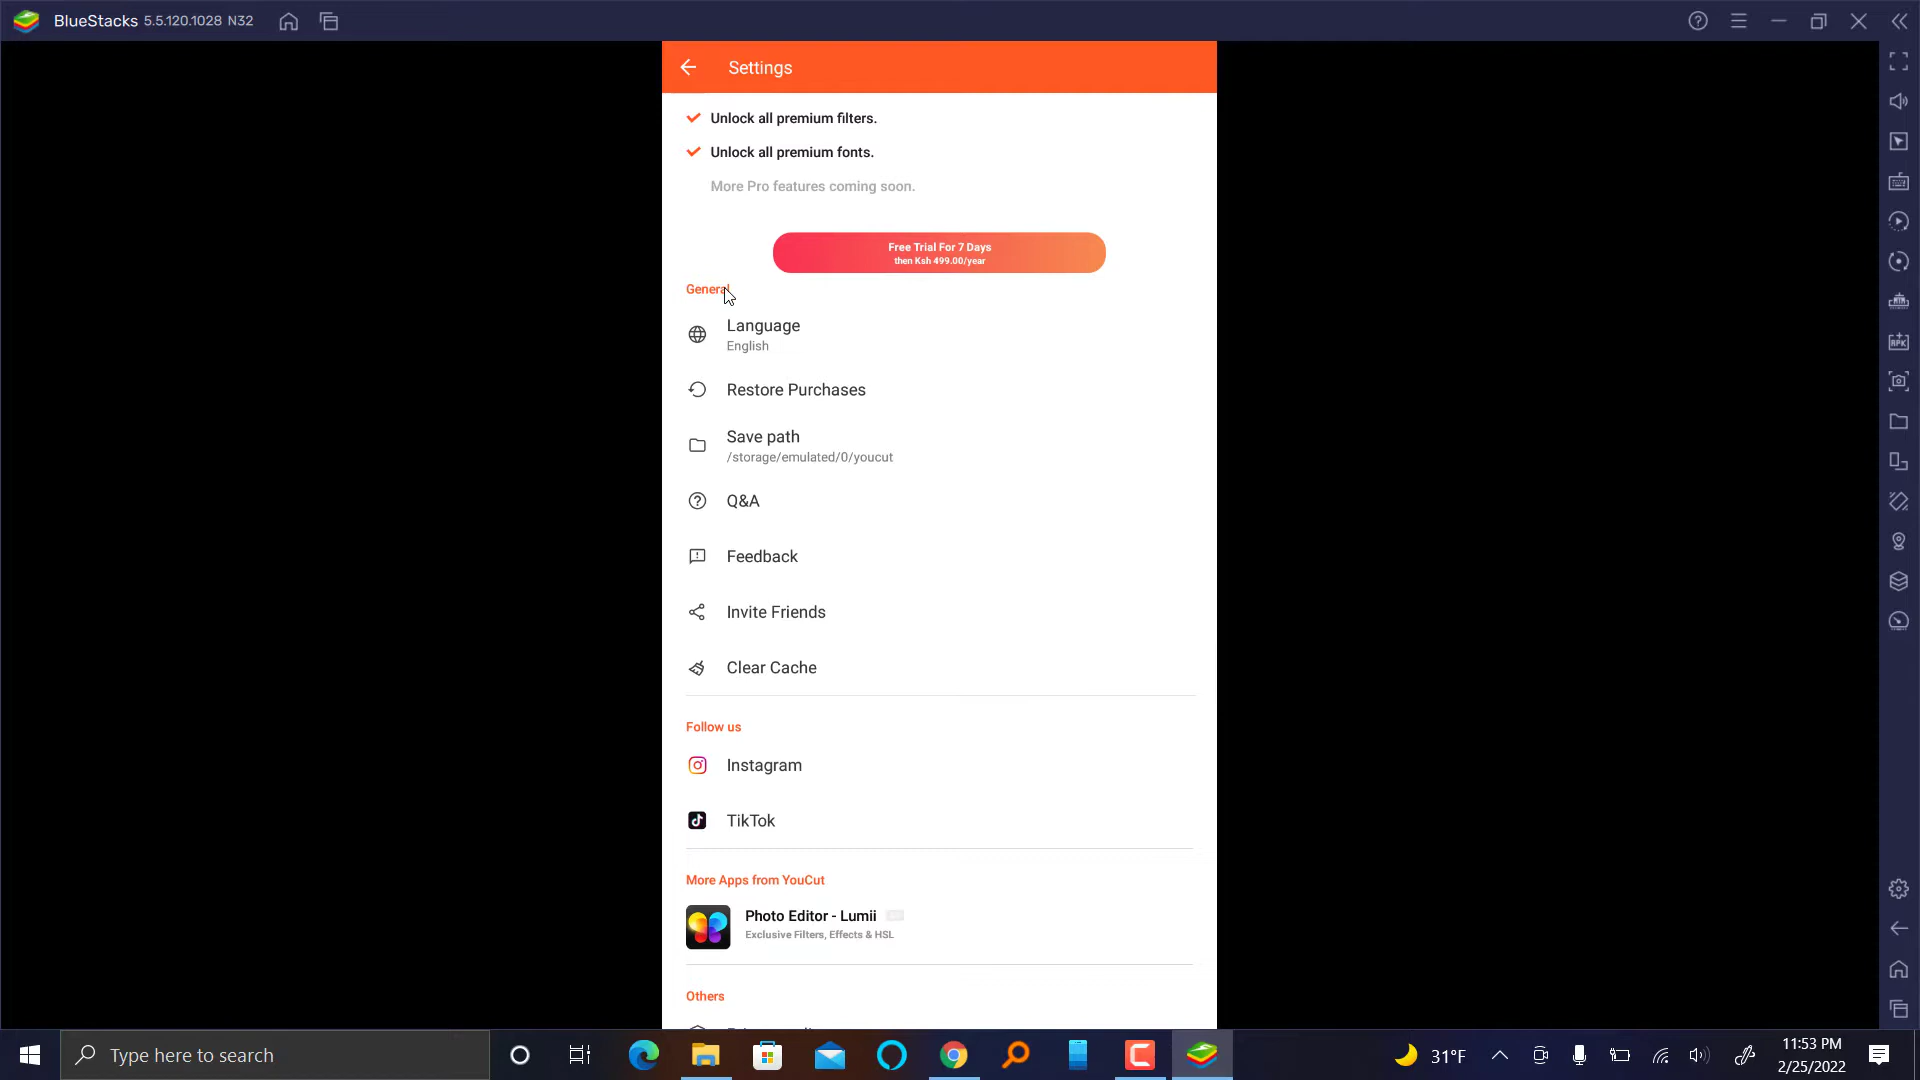 BlueStacks 5.5.120.1028 N32
Settings
Unlock all premium filters.
Unlock all premium fonts.
More Pro features coming soon.
Free Trial For 7 Days
then Ksh 499.00/year
General
Language
English
Restore Purchases
Save path
/storage/emulated/0/youcut
Q&A
Feedback
Invite Friends
Clear Cache
Follow us
Instagram
TikTok
More Apps from YouCut
Photo Editor - Lumii
Exclusive Filters, Effects & HSL
Others
Type here to search
31°F
11:53 PM
2/25/2022